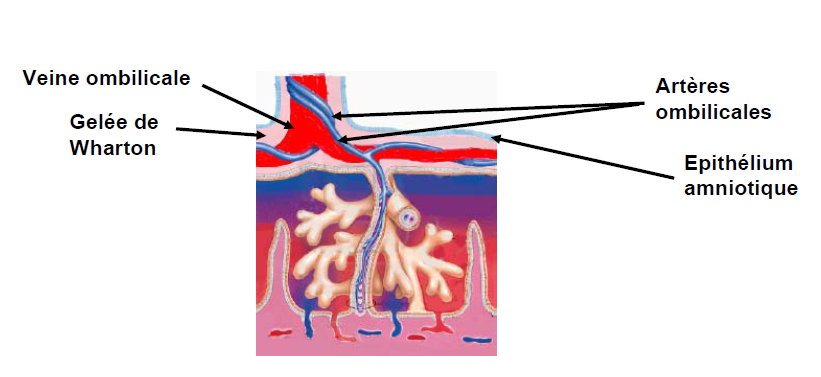 Veine ombilicale
Gelée de
Wharton
Artères
ombilicales
Epithélium
amniotique